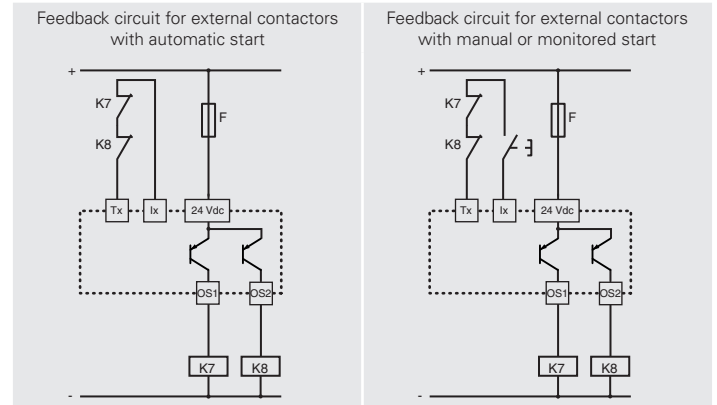 Feedback circuit for external contactors
with automatic start
+
K7
F
K8
Tx
Ix
24 Vdc
OS1
OS2
K7
K8
-
Feedback circuit for external contactors
with manual or monitored start
+
K7
F
K8
Tx
Ix
24 Vdc
OS1
OS2
K7
K8
-